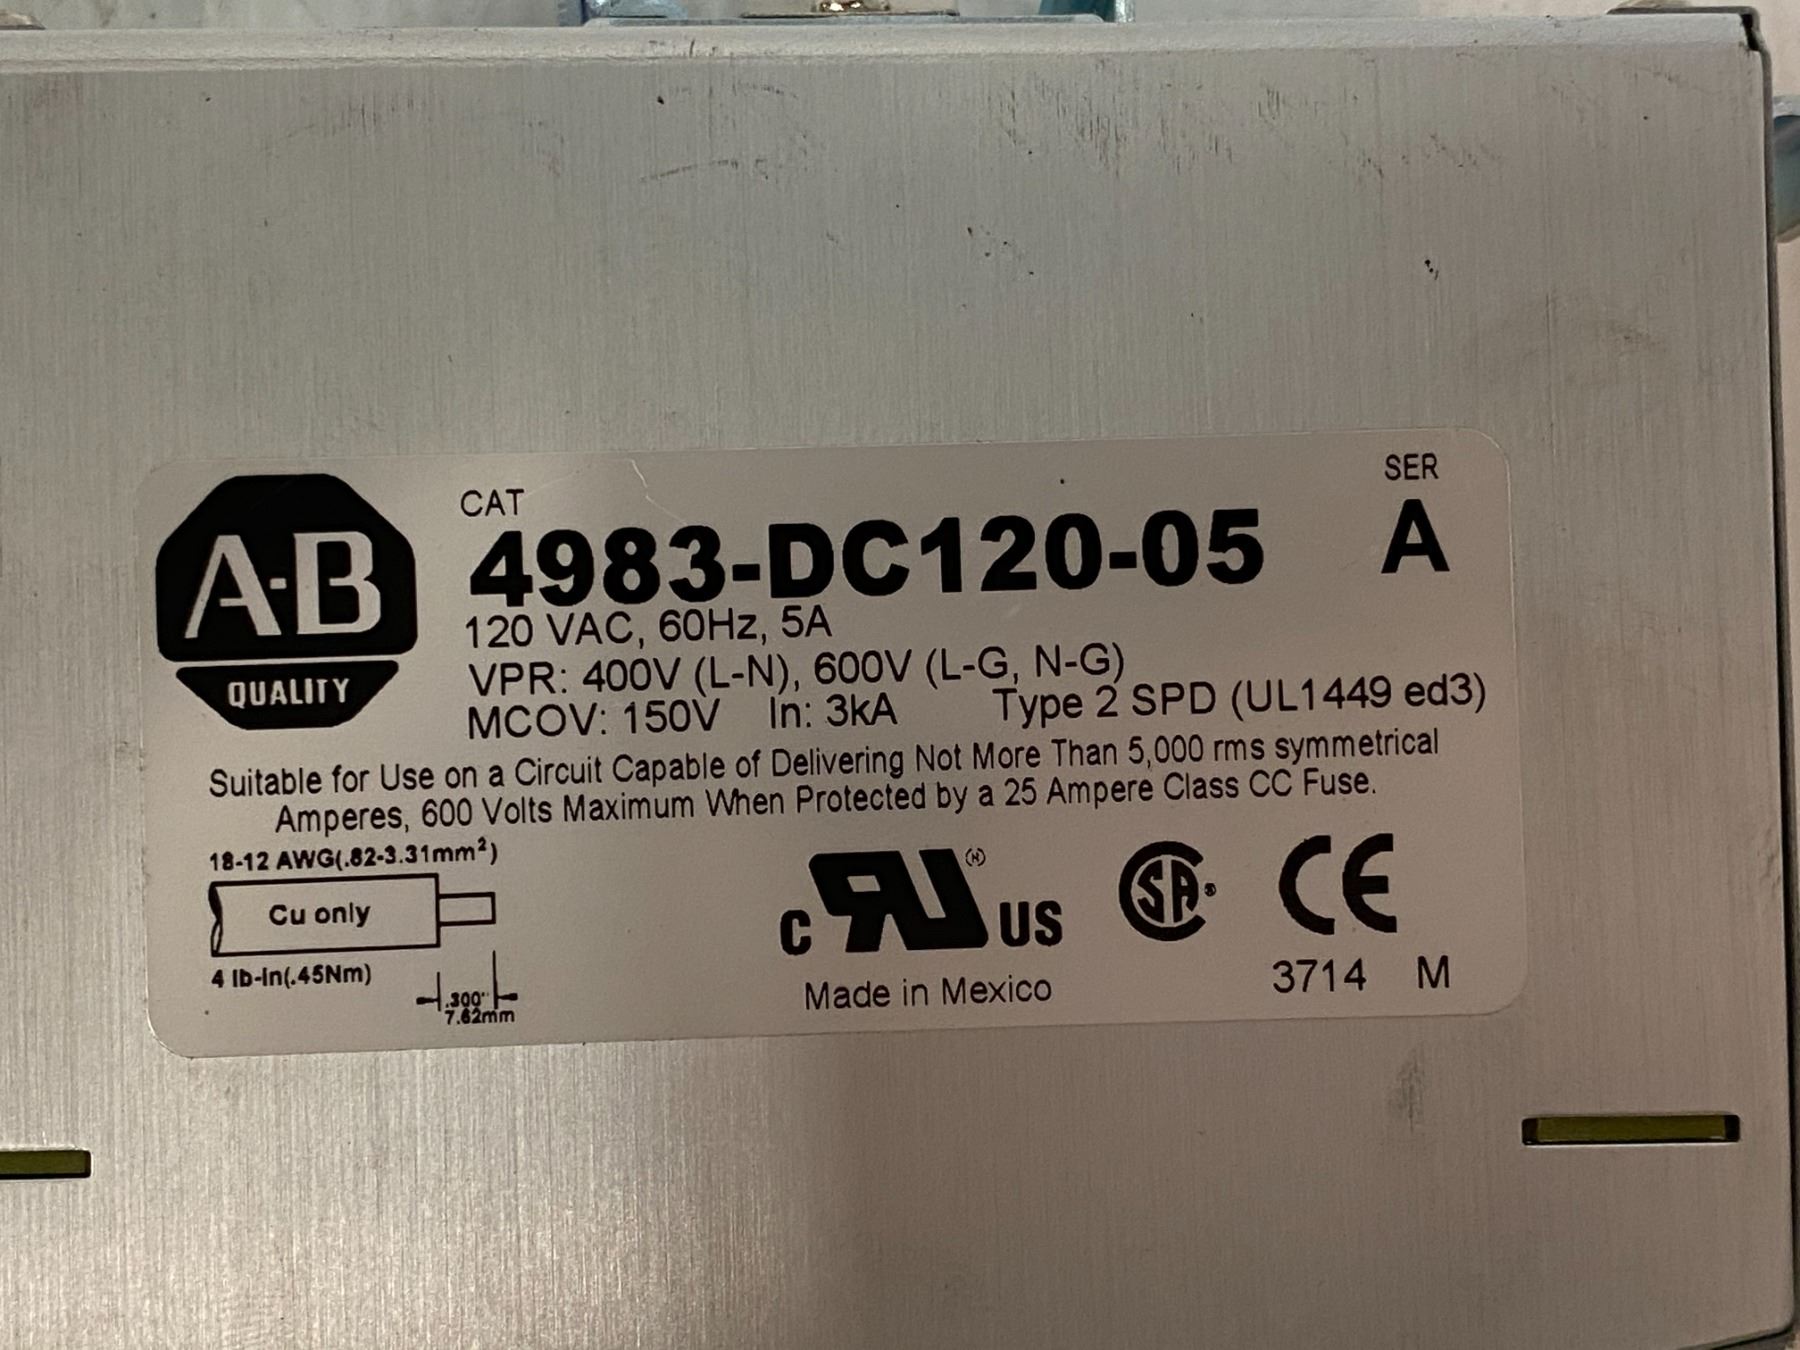 A-B
QUALITY
CAT
4983-DC120-05
SER
A
120 VAC, 60Hz, 5A
VPR: 400V (L-N), 600V (L-G, N-G)
MCOV: 150V In: 3kA Type 2 SPD (UL1449 ed3)
Suitable for Use on a Circuit Capable of Delivering Not More Than 5,000 rms symmetrical
Amperes, 600 Volts Maximum When Protected by a 25 Ampere Class CC Fuse.
18-12 AWG(.82-3.31mm²)
Cu only
4 lb-in(.45Nm)
.300"
7.62mm
c RU US
Made in Mexico
SA®
CE
3714 M